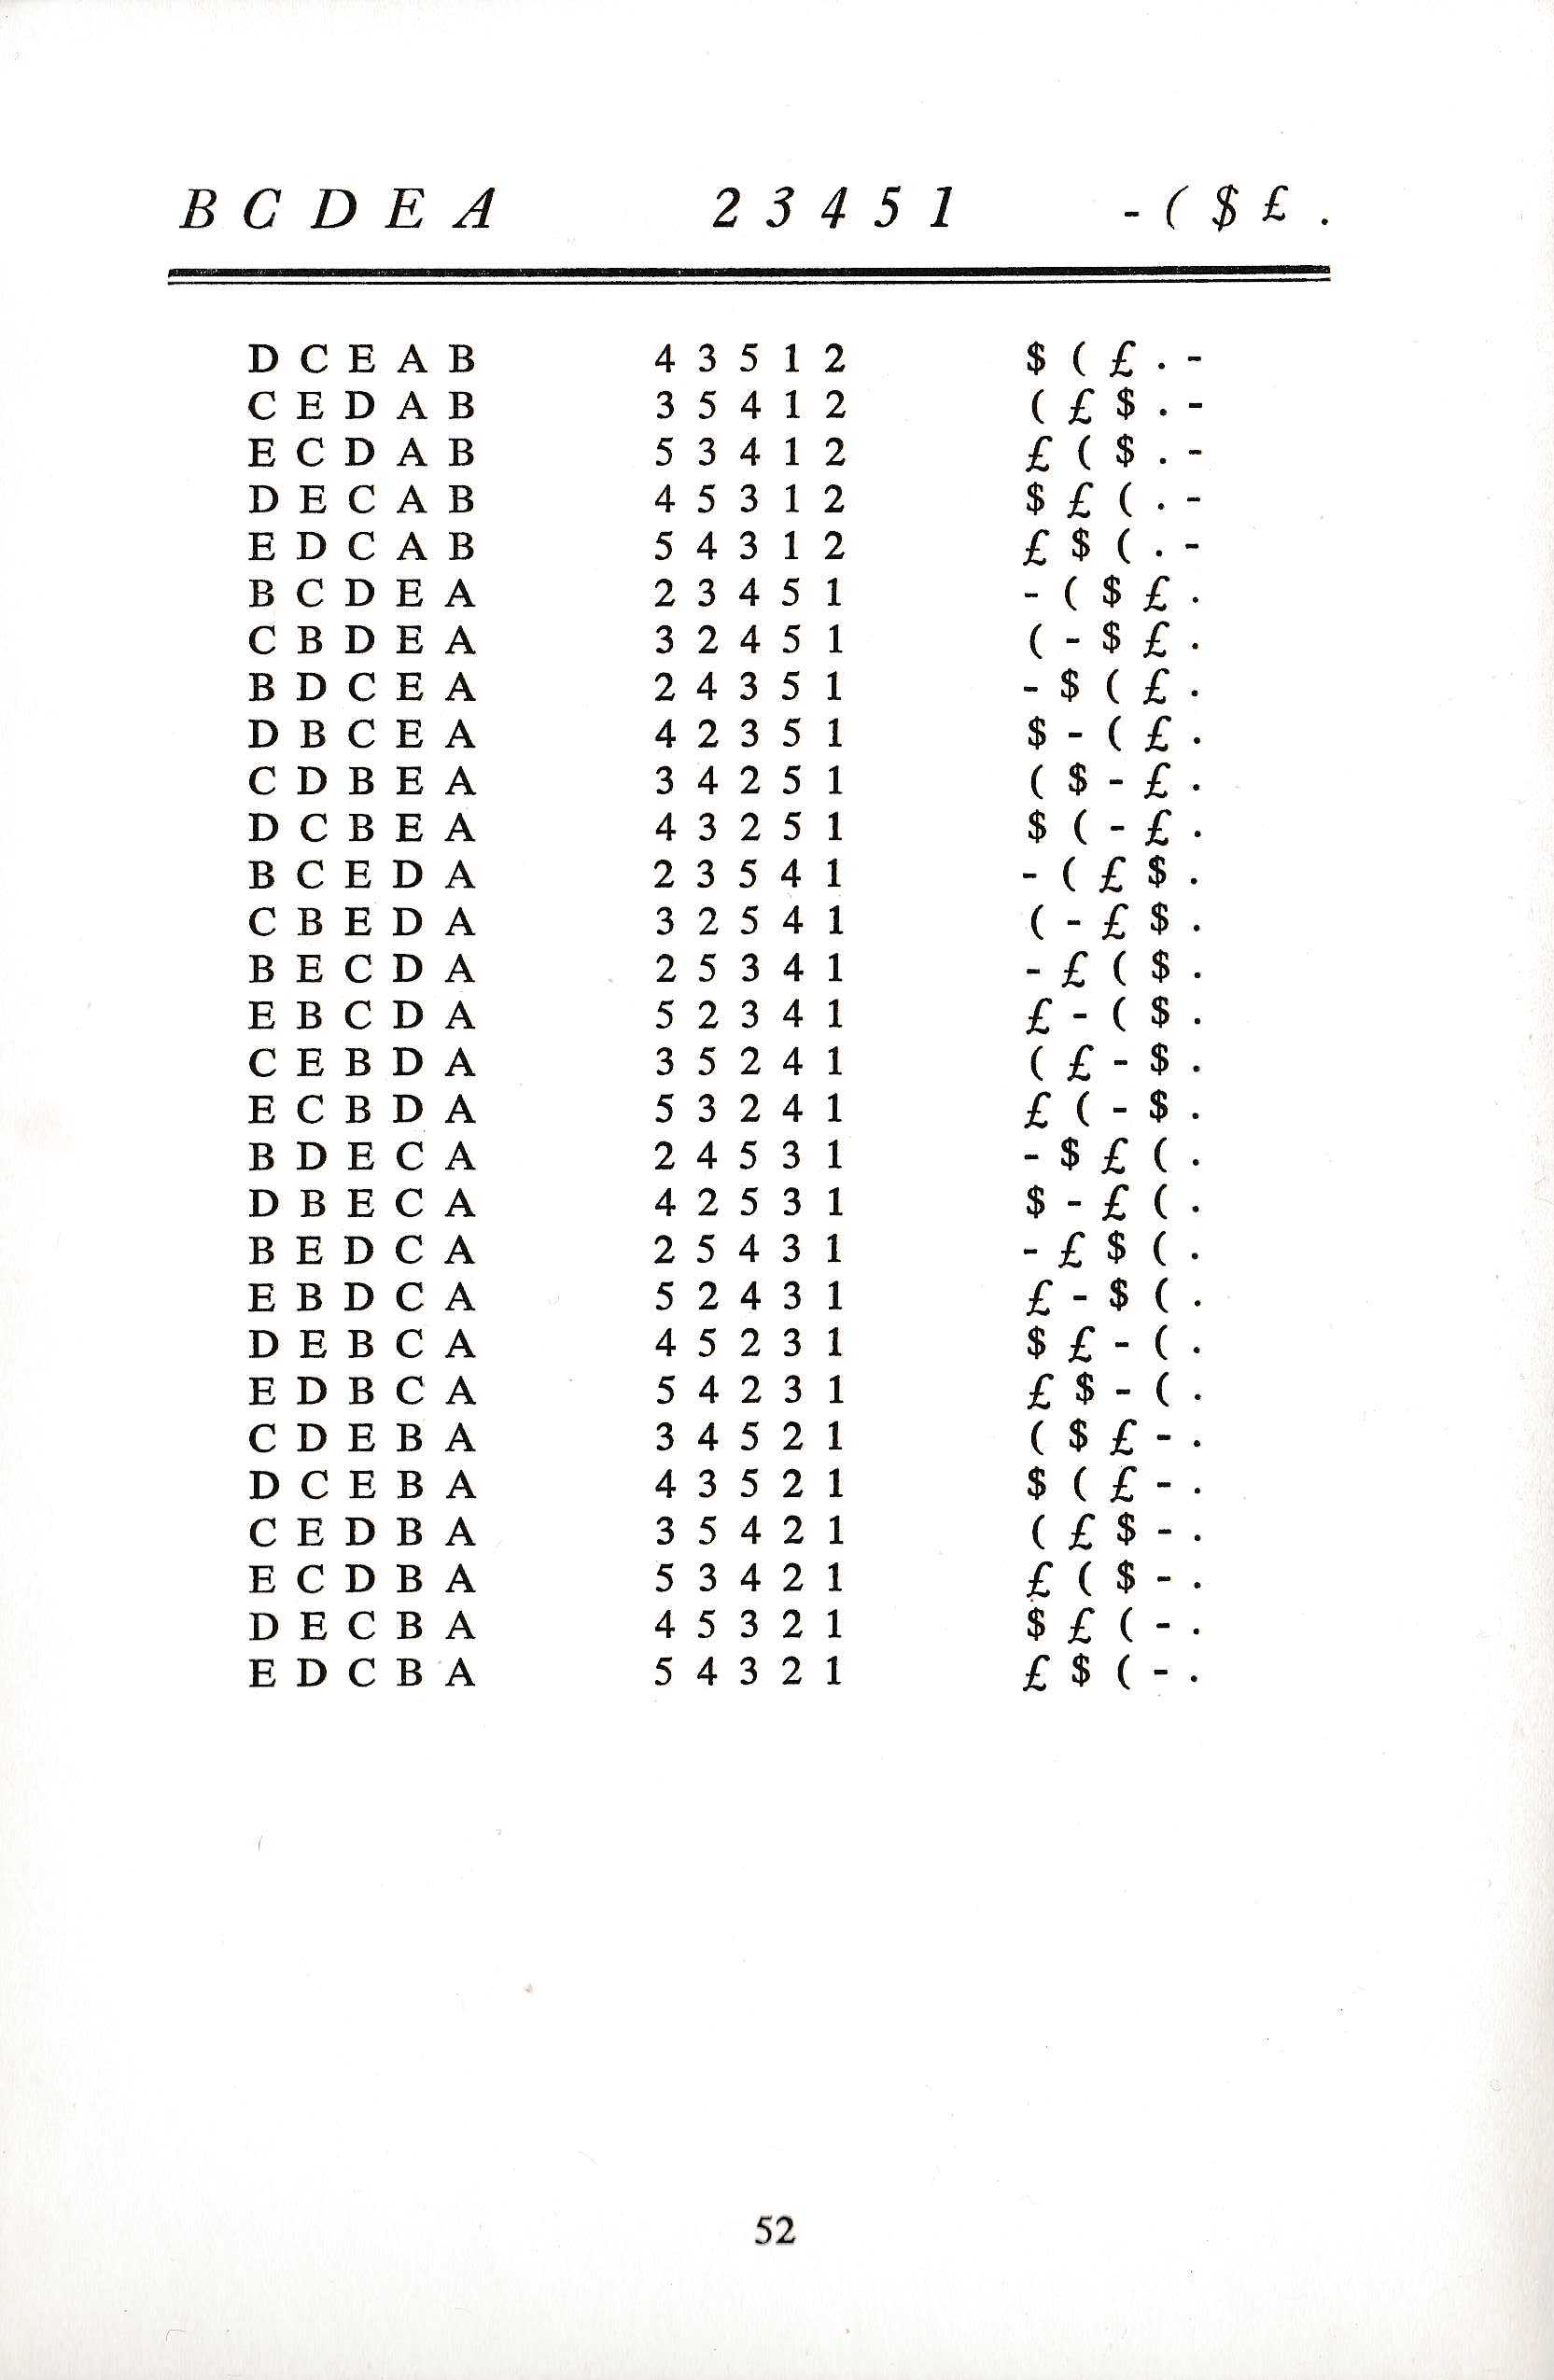 B C D E A 2 3 4 5 1 - ( $ £ .
D C E A B 4 3 5 1 2 $ ( £ . -
C E D A B 3 5 4 1 2 ( £ $ . -
E C D A B 5 3 4 1 2 £ ( $ . -
D E C A B 4 5 3 1 2 $ £ ( . -
E D C A B 5 4 3 1 2 £ $ ( . -
B C D E A 2 3 4 5 1 - ( $ £ .
C B D E A 3 2 4 5 1 ( - $ £ .
B D C E A 2 4 3 5 1 - $ ( £ .
D B C E A 4 2 3 5 1 $ - ( £ .
C D B E A 3 4 2 5 1 ( $ - £ .
D C B E A 4 3 2 5 1 $ ( - £ .
B C E D A 2 3 5 4 1 - ( £ $ .
C B E D A 3 2 5 4 1 ( - £ $ .
B E C D A 2 5 3 4 1 - £ ( $ .
E B C D A 5 2 3 4 1 £ - ( $ .
C E B D A 3 5 2 4 1 ( £ - $ .
E C B D A 5 3 2 4 1 £ ( - $ .
B D E C A 2 4 5 3 1 - $ £ ( .
D B E C A 4 2 5 3 1 $ - £ ( .
B E D C A 2 5 4 3 1 - £ $ ( .
E B D C A 5 2 4 3 1 £ - $ ( .
D E B C A 4 5 2 3 1 $ £ - ( .
E D B C A 5 4 2 3 1 £ $ - ( .
C D E B A 3 4 5 2 1 ( $ £ - .
D C E B A 4 3 5 2 1 $ ( £ - .
C E D B A 3 5 4 2 1 ( £ $ - .
E C D B A 5 3 4 2 1 £ ( $ - .
D E C B A 4 5 3 2 1 $ £ ( - .
E D C B A 5 4 3 2 1 £ $ ( - .
52